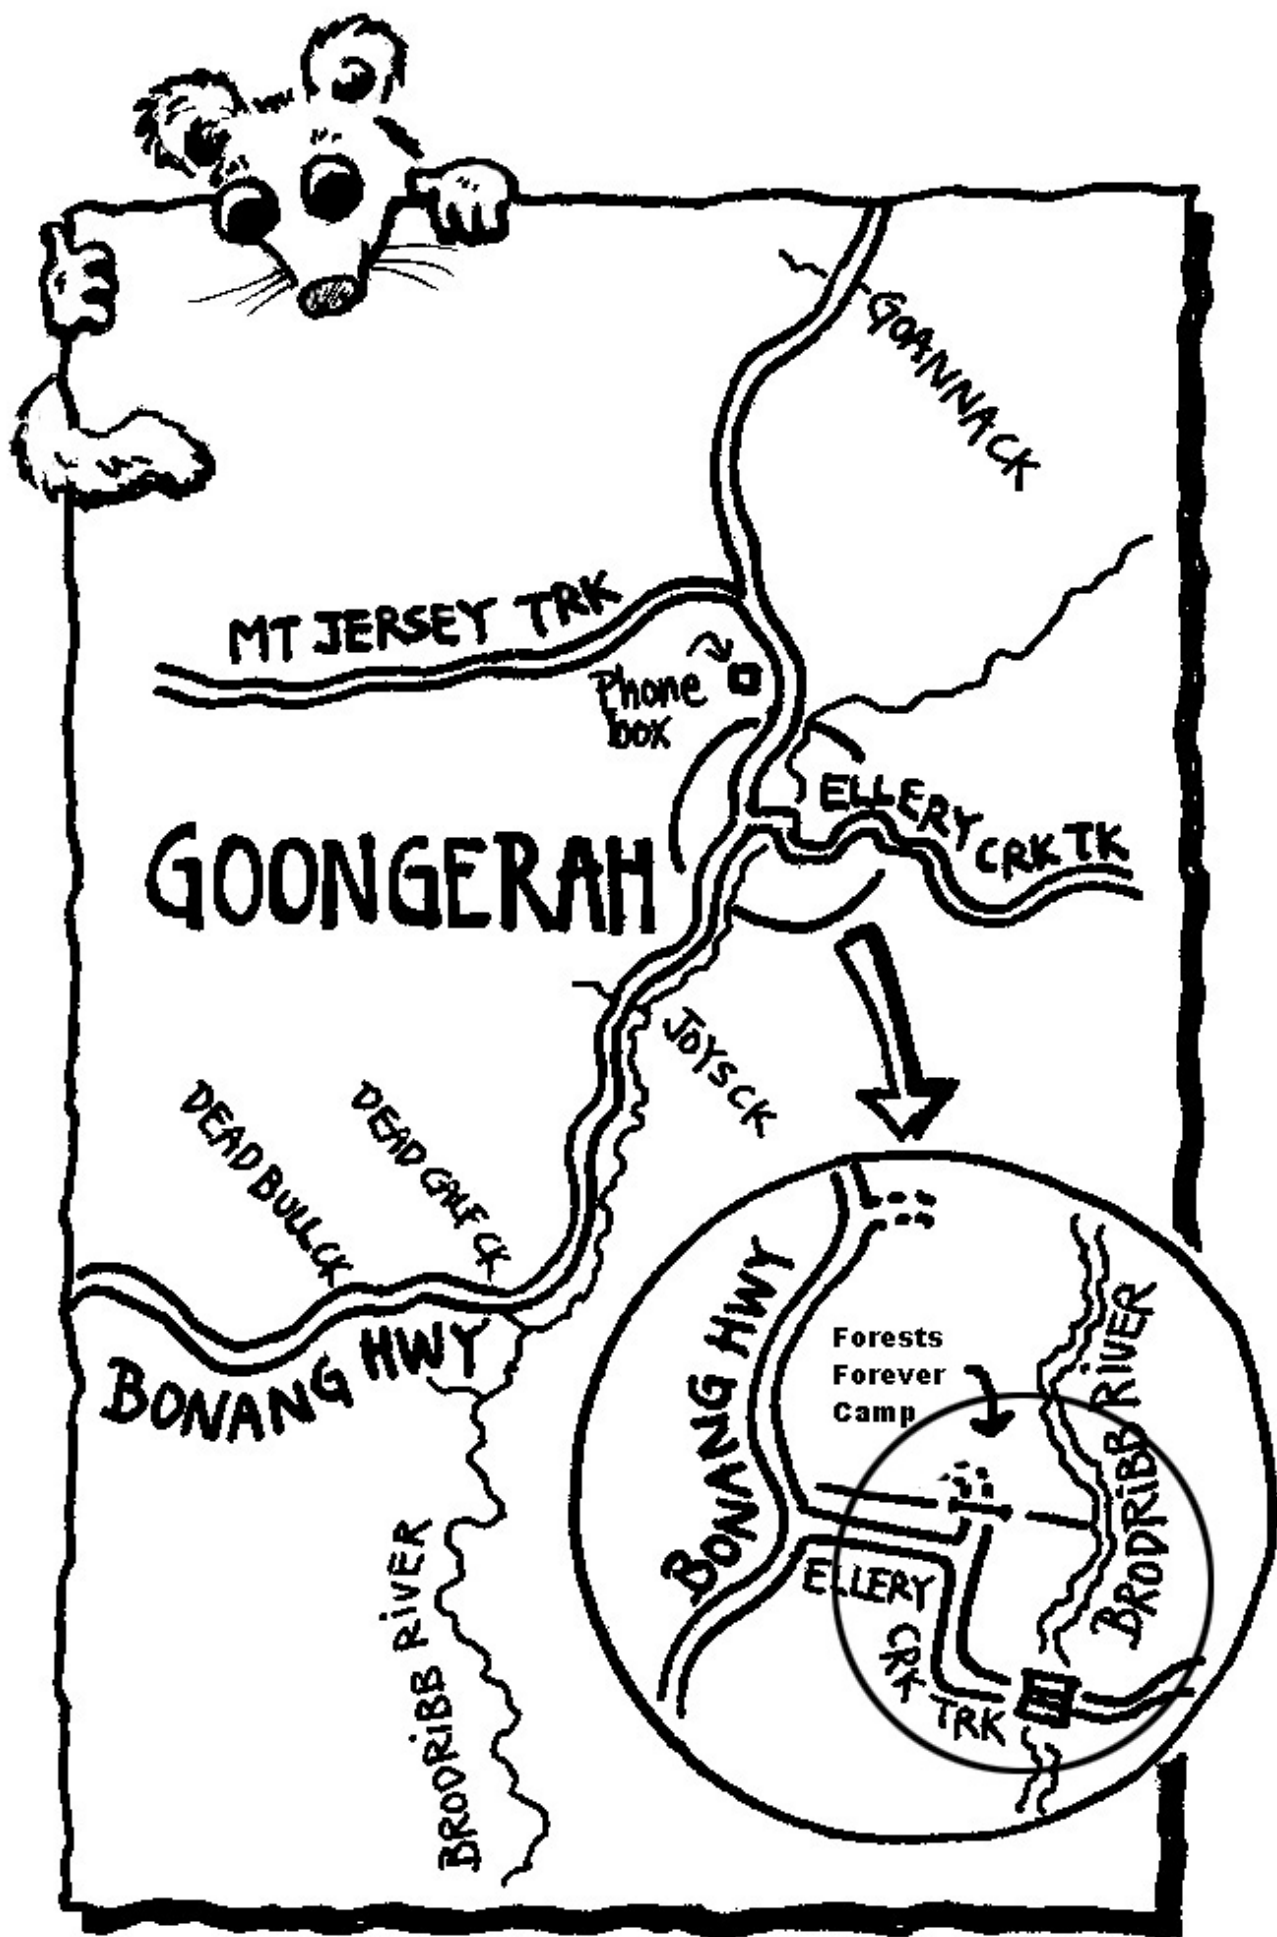 GOANNA CK
MT JERSEY TRK
Phone
box
ELLERY CRK TK
GOONGERAH
JOYS CK
DEAD BULL CK
DEAD CALF CK
BONANG HWY
BRODRIBB RIVER
BONANG HWY
Forests
Forever
Camp
BRODRIBB RIVER
ELLERY
CRK
TRK